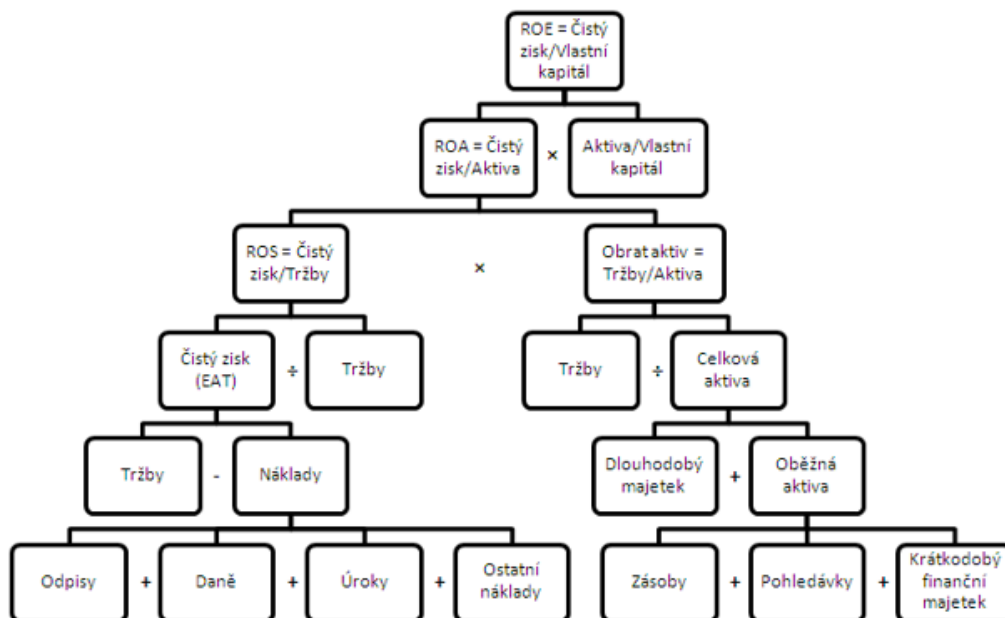 ROE = Čistý
zisk/Vlastní
kapitál
ROA = Čistý
zisk/Aktiva
×
Aktiva/Vlastní
kapitál
ROS = Čistý
zisk/Tržby
×
Obrat aktiv =
Tržby/Aktiva
Čistý zisk
(EAT)
÷
Tržby
Tržby
÷
Celková
aktiva
Tržby
-
Náklady
Dlouhodobý
majetek
+
Oběžná
aktiva
Odpisy
+
Daně
+
Úroky
+
Ostatní
náklady
Zásoby
+
Pohledávky
+
Krátkodobý
finanční
majetek